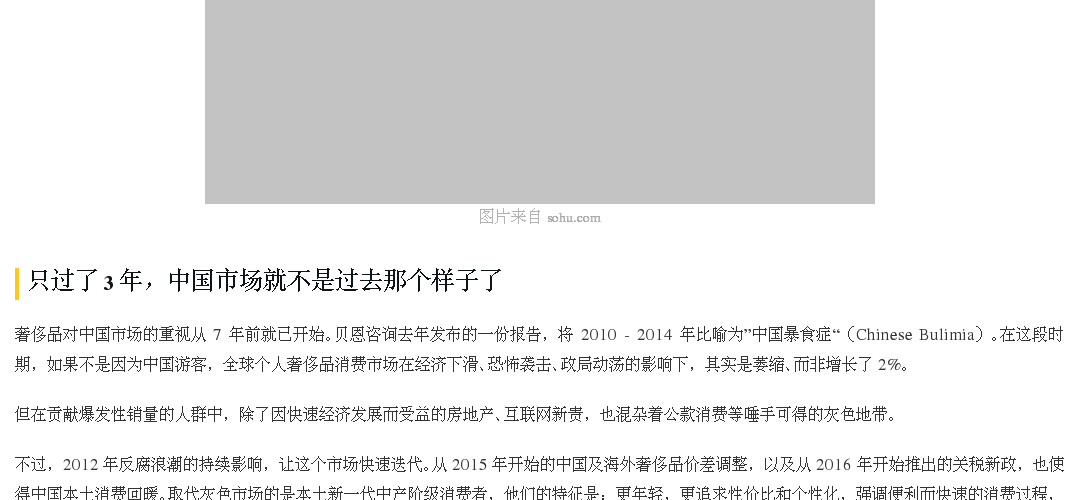 图片来自 sohu.com
只过了 3 年，中国市场就不是过去那个样子了
奢侈品对中国市场的重视从 7 年前就已开始。贝恩咨询去年发布的一份报告，将 2010 - 2014 年比喻为”中国暴食症“（Chinese Bulimia）。在这段时
期，如果不是因为中国游客，全球个人奢侈品消费市场在经济下滑、恐怖袭击、政局动荡的影响下，其实是萎缩、而非增长了 2%。
但在贡献爆发性销量的人群中，除了因快速经济发展而受益的房地产、互联网新贵，也混杂着公款消费等唾手可得的灰色地带。
不过，2012 年反腐浪潮的持续影响，让这个市场快速迭代。从 2015 年开始的中国及海外奢侈品价差调整，以及从 2016 年开始推出的关税新政，也使
得中国本土消费回暖。取代灰色市场的是本土新一代中产阶级消费者，他们的特征是：更年轻，更追求性价比和个性化，强调便利而快速的消费过程，